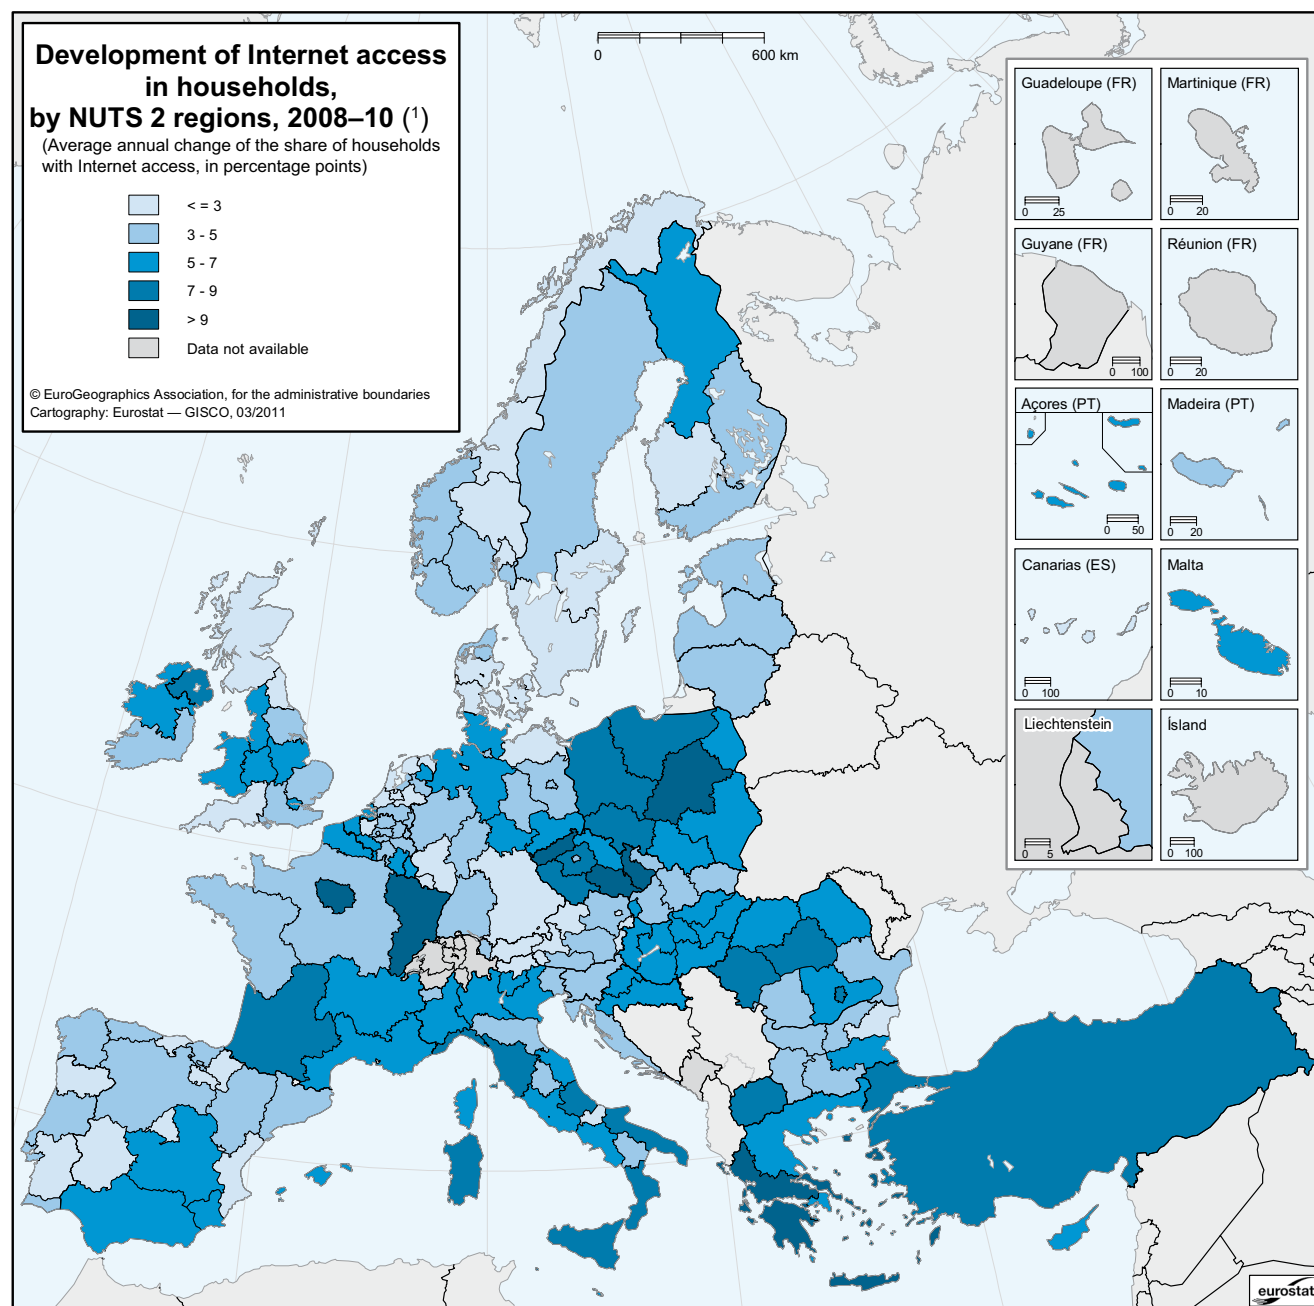 Development of Internet access
in households,
by NUTS 2 regions, 2008–10 (¹)
(Average annual change of the share of households
with Internet access, in percentage points)
< = 3
3 - 5
5 - 7
7 - 9
> 9
Data not available
© EuroGeographics Association, for the administrative boundaries
Cartography: Eurostat — GISCO, 03/2011
0 600 km
Guadeloupe (FR)
0 25
Martinique (FR)
0 20
Guyane (FR)
0 100
Réunion (FR)
0 20
Açores (PT)
0 50
Madeira (PT)
0 20
Canarias (ES)
0 100
Malta
0 10
Liechtenstein
0 5
Ísland
0 100
eurostat